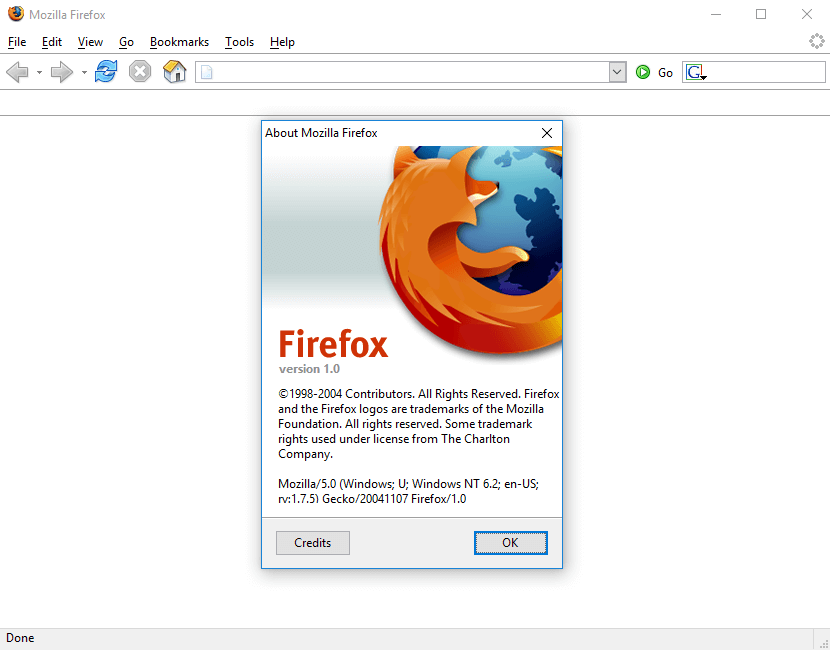 Mozilla Firefox
File Edit View Go Bookmarks Tools Help
Go G
About Mozilla Firefox
Firefox
version 1.0
©1998-2004 Contributors. All Rights Reserved. Firefox
and the Firefox logos are trademarks of the Mozilla
Foundation. All rights reserved. Some trademark
rights used under license from The Charlton
Company.
Mozilla/5.0 (Windows; U; Windows NT 6.2; en-US;
rv:1.7.5) Gecko/20041107 Firefox/1.0
Credits OK
Done